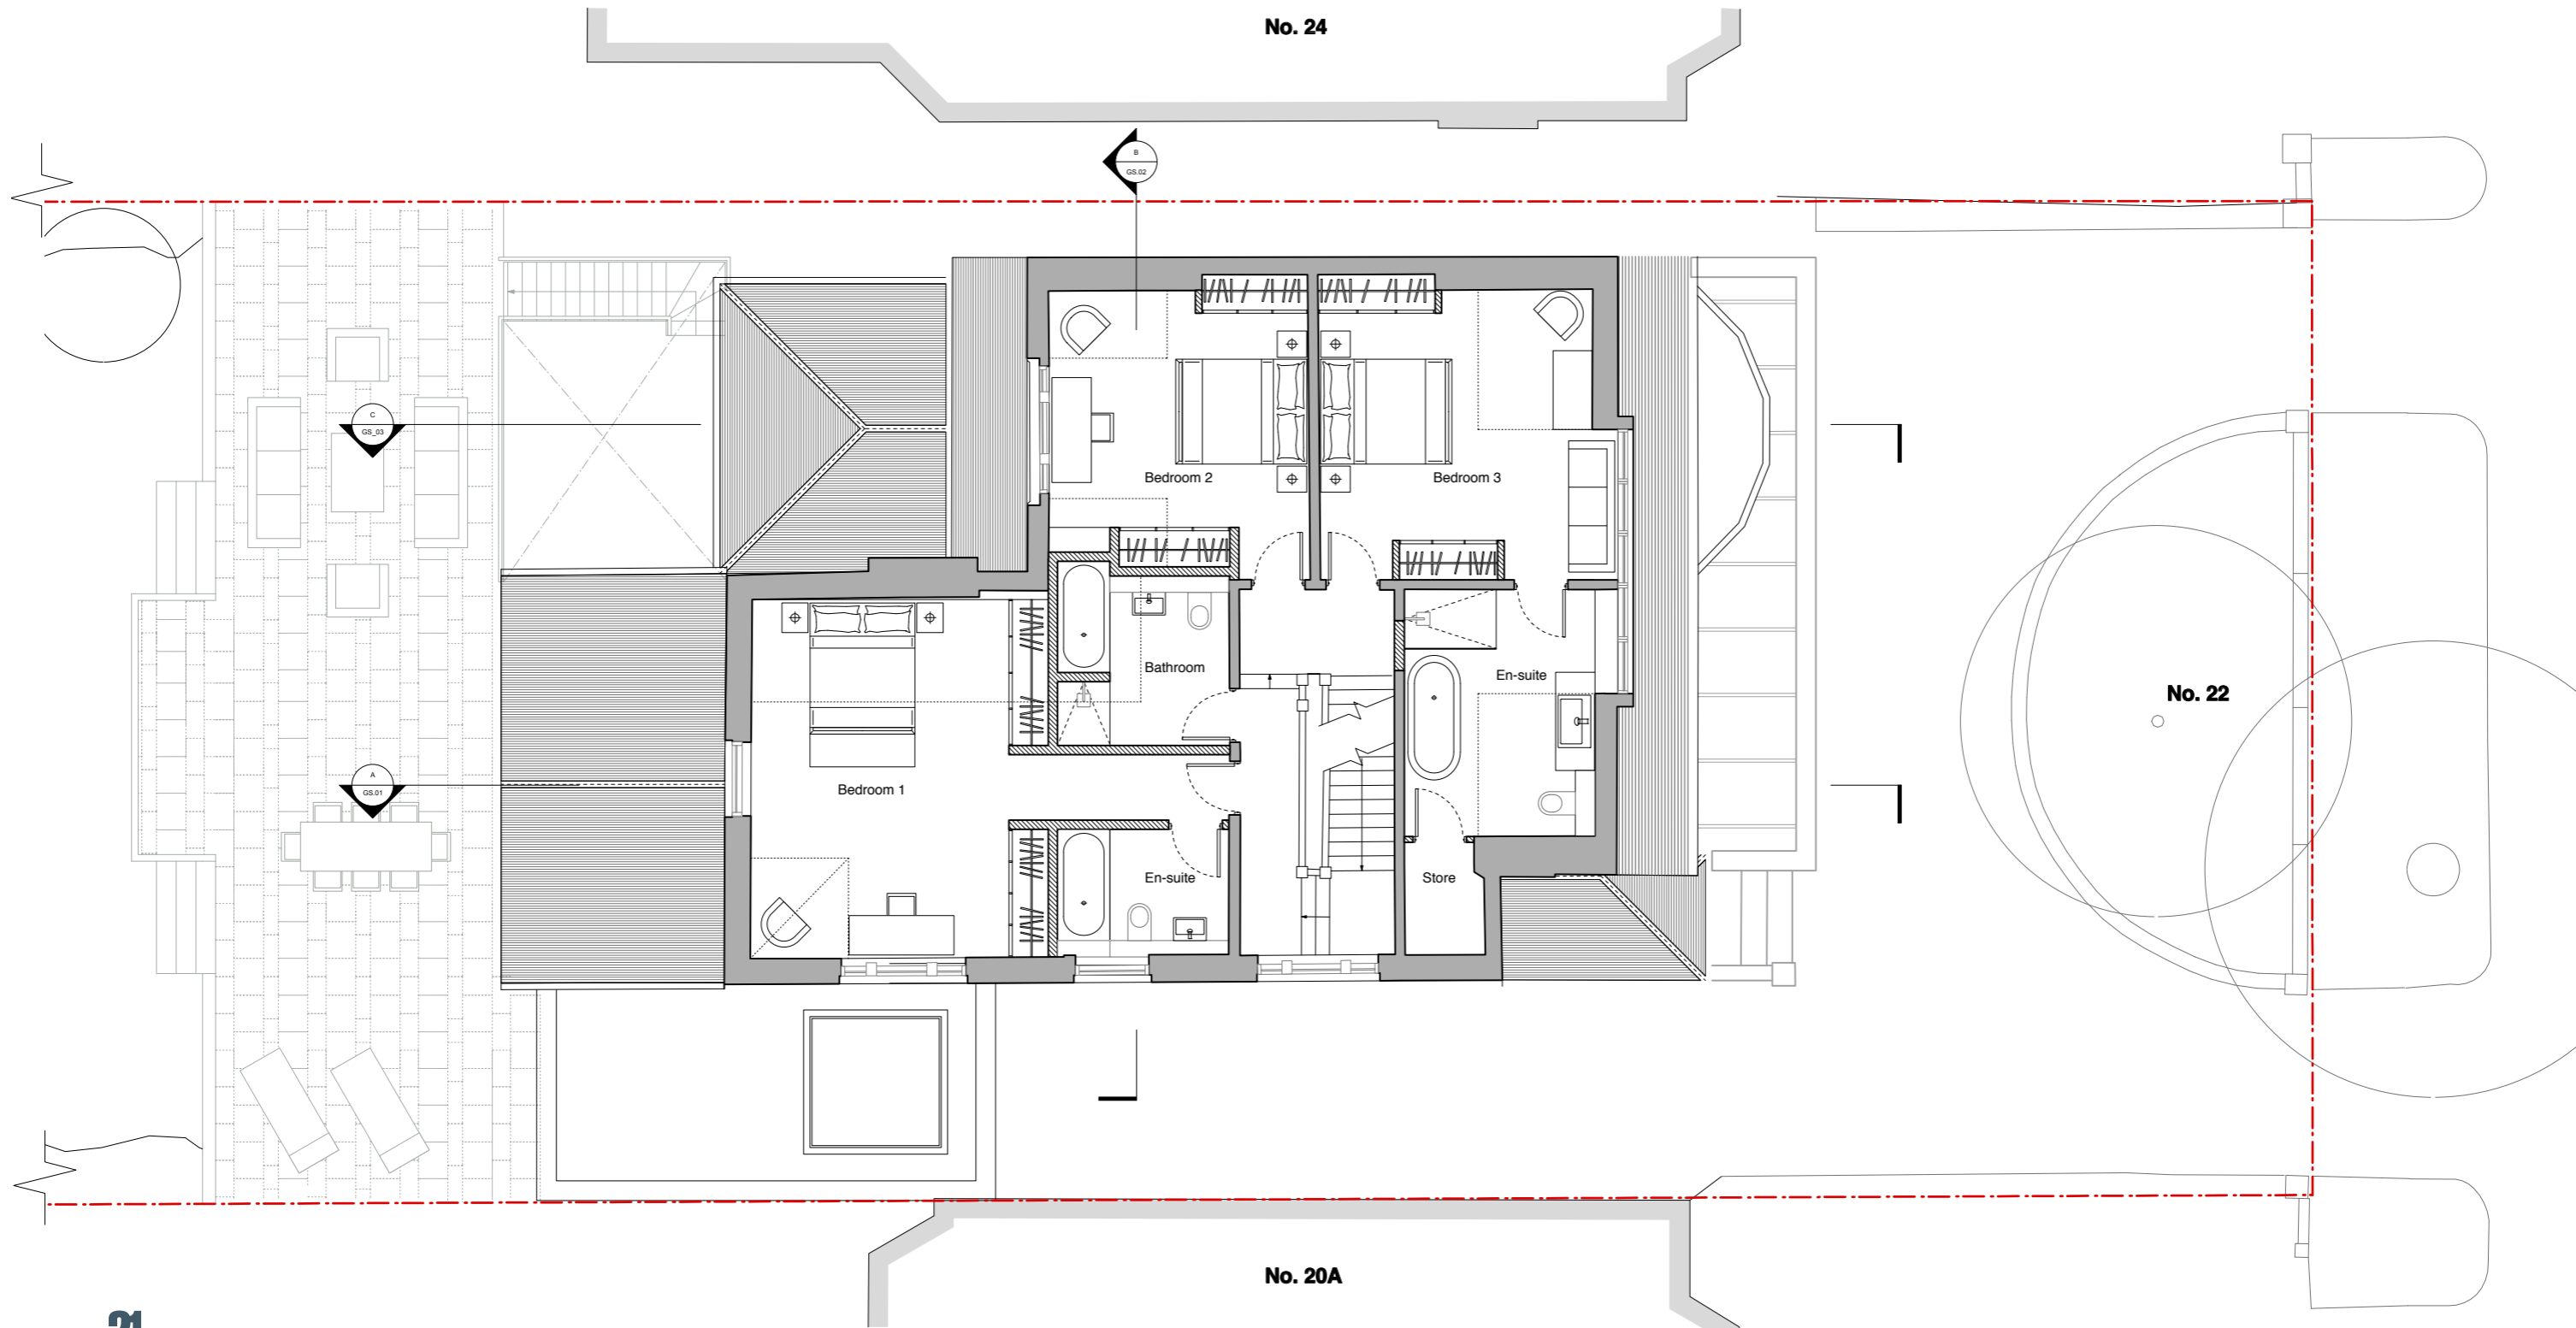 No. 24
B
GS.02
C
GS_03
Bedroom 2
Bedroom 3
Bathroom
En-suite
No. 22
A
GS.01
Bedroom 1
En-suite
Store
No. 20A
21